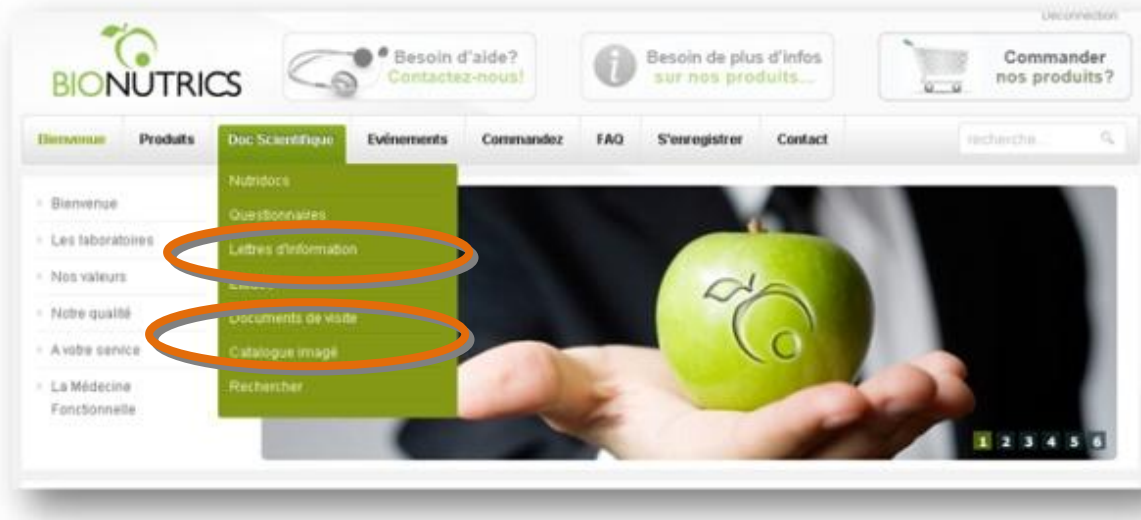 Déconnection
BIONUTRICS
Besoin d'aide?
Contactez-nous!
Besoin de plus d'infos
sur nos produits...
Commander
nos produits?
Bienvenue Produits Doc Scientifique Evénements Commandez FAQ S'enregistrer Contact recherche...
Nutridocs
Questionnaires
Lettres d'information
Documents de visite
Catalogue imagé
Rechercher
Bienvenue
Les laboratoires
Nos valeurs
Notre qualité
A votre service
La Médecine
Fonctionnelle
1 2 3 4 5 6